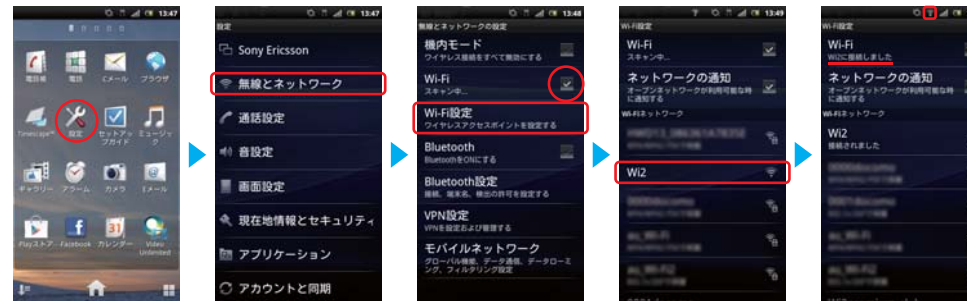 13:47
電話帳
電話
Cメール
ブラウザ
Timescape™
設定
セットアッ
プガイド
ミュージッ
ク
ギャラリー
アラーム
カメラ
Eメール
31
Playストア
Facebook
カレンダー
Video
Unlimited
13:47
設定
Sony Ericsson
無線とネットワーク
通話設定
音設定
画面設定
現在地情報とセキュリティ
アプリケーション
アカウントと同期
13:48
無線とネットワークの設定
機内モード
ワイヤレス接続をすべて無効にする
Wi-Fi
スキャン中...
Wi-Fi設定
ワイヤレスアクセスポイントを設定する
Bluetooth
BluetoothをONにする
Bluetooth設定
接続、端末名、検出の許可を設定する
VPN設定
VPNを設定および管理する
モバイルネットワーク
グローバル機能、データ通信、データローミ
ング、フィルタリング設定
13:49
Wi-Fi設定
Wi-Fi
スキャン中...
ネットワークの通知
オープンネットワークが利用可能な時
に通知する
Wi-Fiネットワーク
Wi2
Wi-Fi設定
Wi-Fi
Wi2に接続しました
ネットワークの通知
オープンネットワークが利用可能な時
に通知する
Wi-Fiネットワーク
Wi2
接続されました